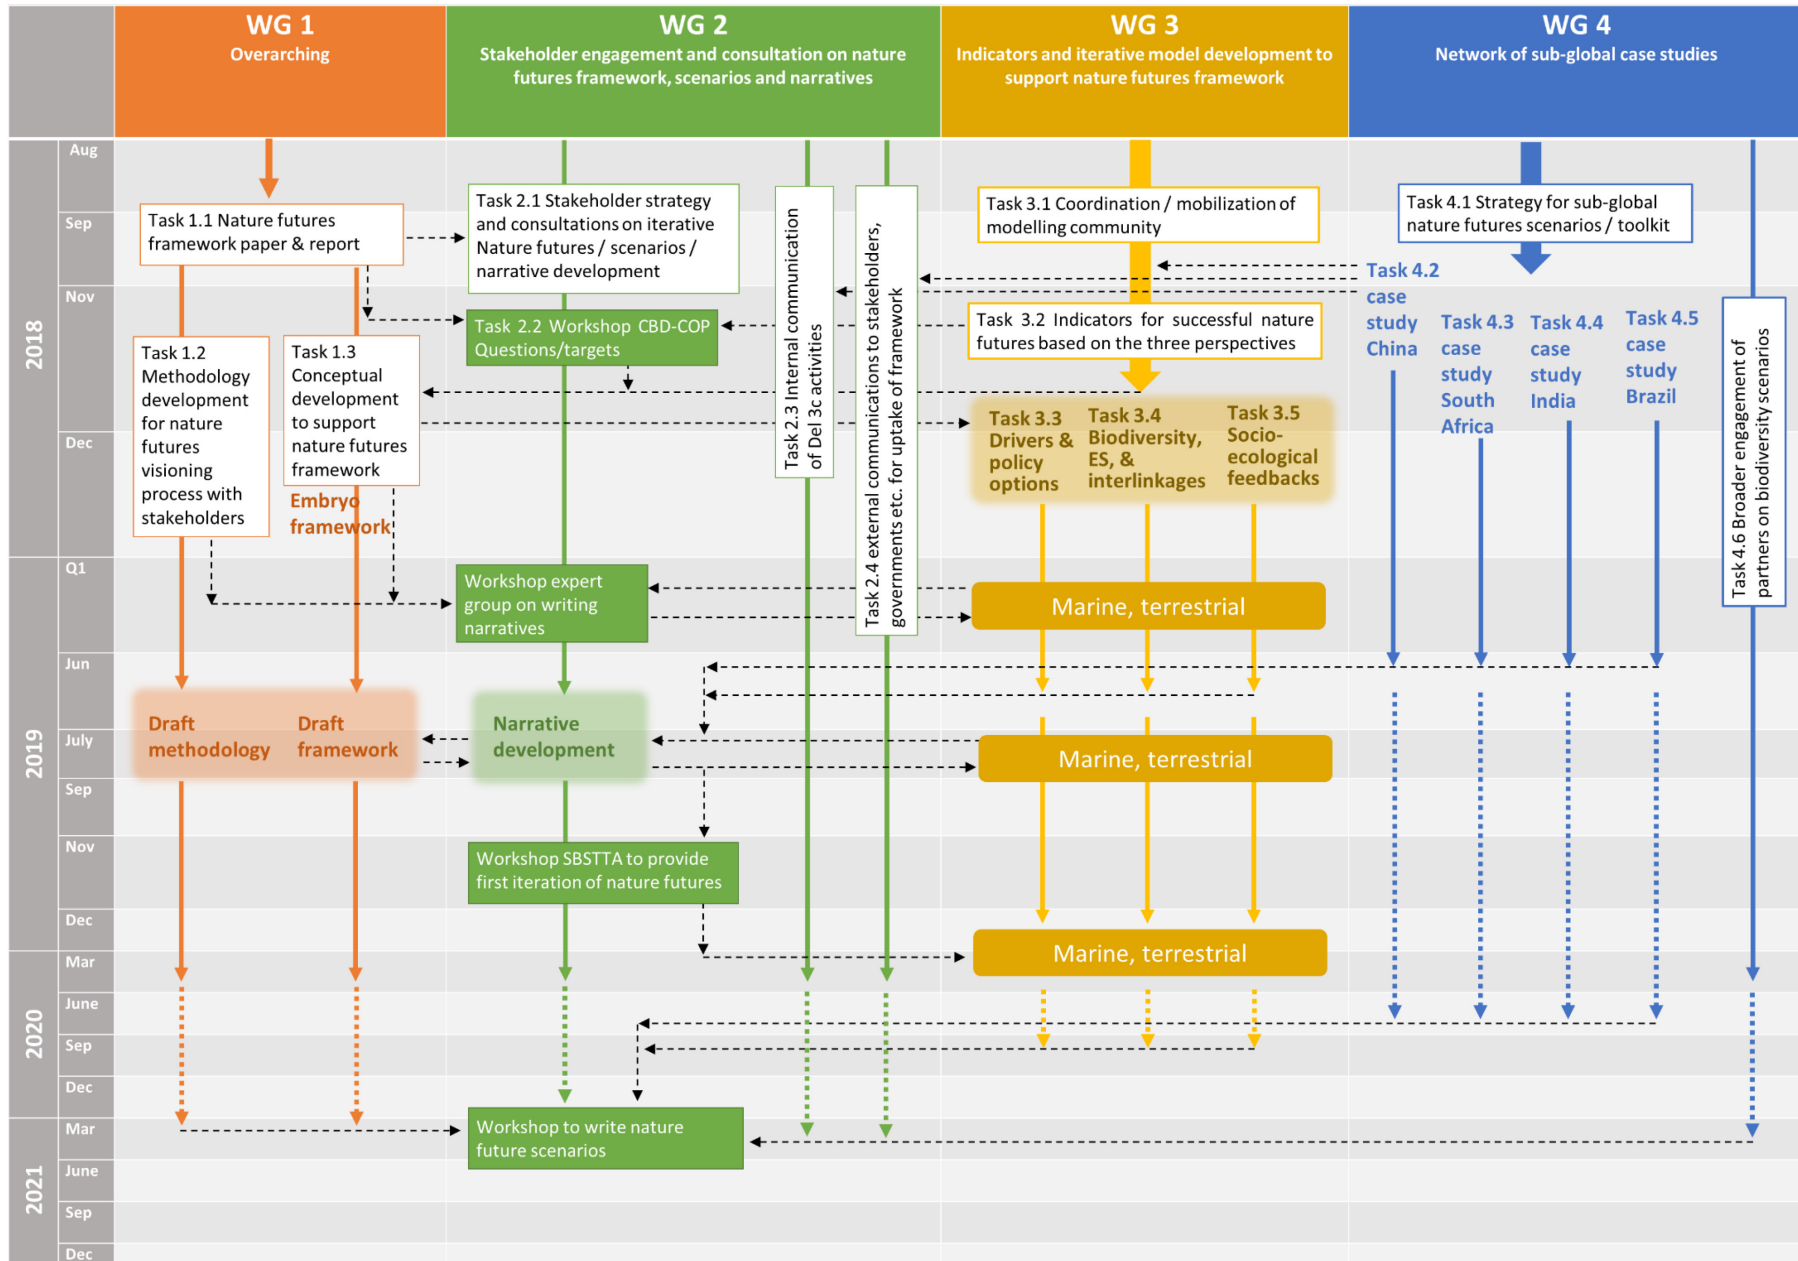 WG 1
Overarching
WG 2
Stakeholder engagement and consultation on nature
futures framework, scenarios and narratives
WG 3
Indicators and iterative model development to
support nature futures framework
WG 4
Network of sub-global case studies
2018
Aug
Sep
Nov
Dec
2019
Q1
Jun
July
Sep
Nov
Dec
2020
Mar
June
Sep
Dec
2021
Mar
June
Sep
Dec
Task 1.1 Nature futures
framework paper & report
Task 1.2
Methodology
development
for nature
futures
visioning
process with
stakeholders
Task 1.3
Conceptual
development
to support
nature futures
framework
Embryo
framework
Draft
methodology
Draft
framework
Task 2.1 Stakeholder strategy
and consultations on iterative
Nature futures / scenarios /
narrative development
Task 2.2 Workshop CBD-COP
Questions/targets
Task 2.3 Internal communication
of Del 3c activities
Task 2.4 external communications to stakeholders,
governments etc. for uptake of framework
Workshop expert
group on writing
narratives
Narrative
development
Workshop SBSTTA to provide
first iteration of nature futures
Workshop to write nature
future scenarios
Task 3.1 Coordination / mobilization of
modelling community
Task 3.2 Indicators for successful nature
futures based on the three perspectives
Task 3.3
Drivers &
policy
options
Task 3.4
Biodiversity,
ES, &
interlinkages
Task 3.5
Socio-
ecological
feedbacks
Marine, terrestrial
Marine, terrestrial
Marine, terrestrial
Task 4.1 Strategy for sub-global
nature futures scenarios / toolkit
Task 4.2
case
study
China
Task 4.3
case
study
South
Africa
Task 4.4
case
study
India
Task 4.5
case
study
Brazil
Task 4.6 Broader engagement of
partners on biodiversity scenarios